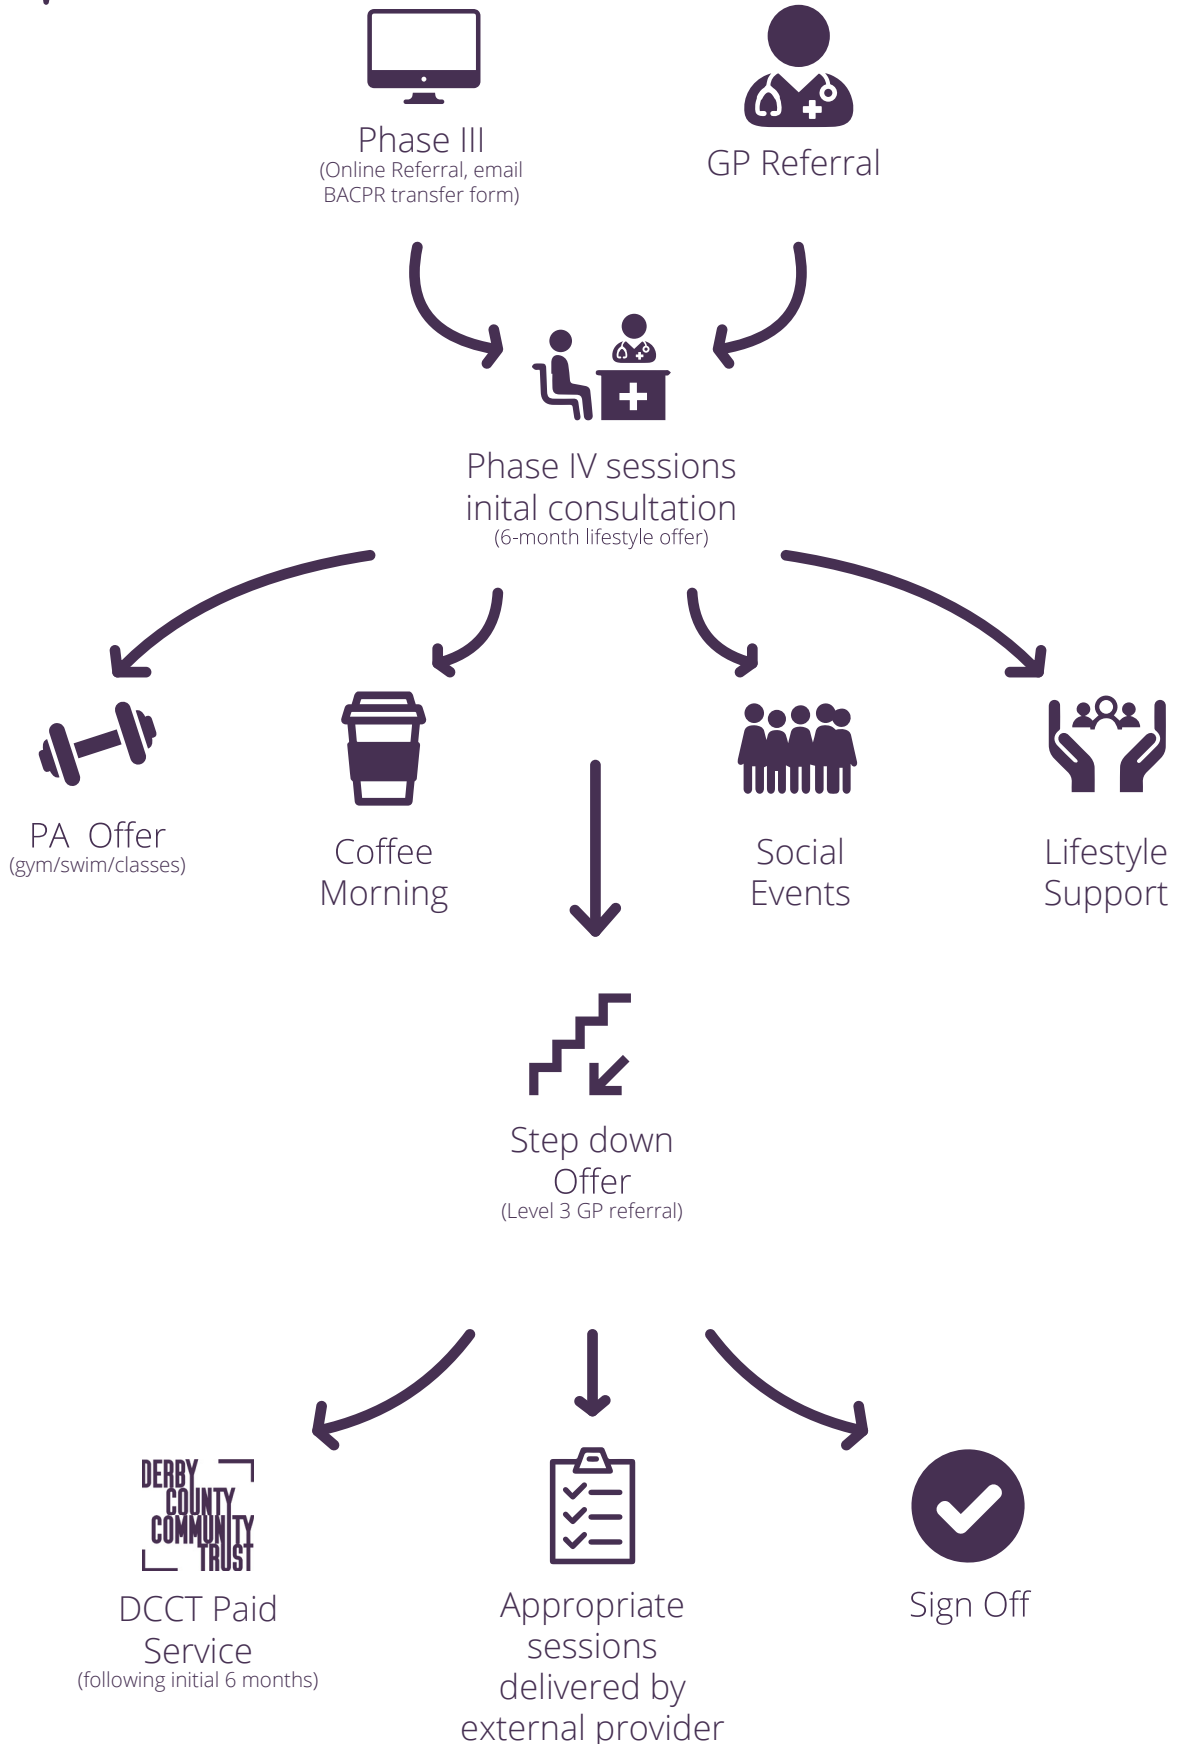 Phase III
(Online Referral, email
BACPR transfer form)
GP Referral
Phase IV sessions
inital consultation
(6-month lifestyle offer)
PA Offer
(gym/swim/classes)
Coffee
Morning
Social
Events
Lifestyle
Support
Step down
Offer
(Level 3 GP referral)
DERBY
COUNTY
COMMUNITY
TRUST
DCCT Paid
Service
(following initial 6 months)
Appropriate
sessions
delivered by
external provider
Sign Off